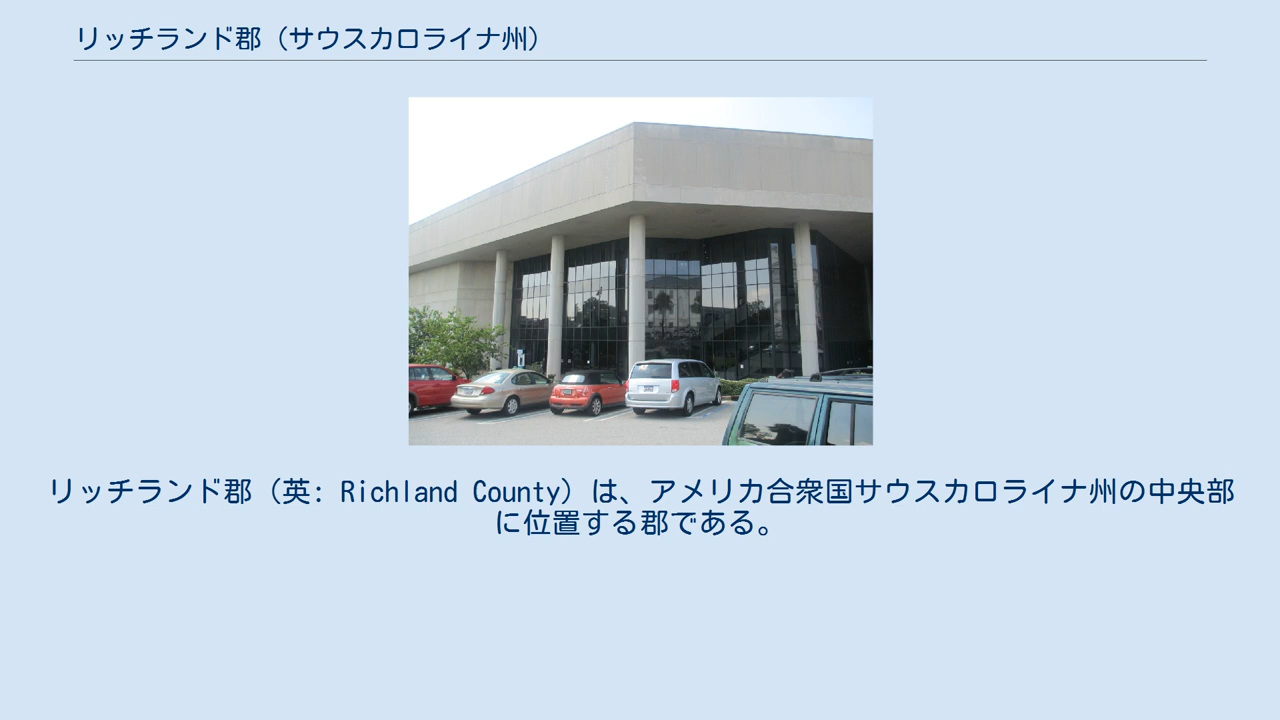 リッチランド郡（サウスカロライナ州）
リッチランド郡（英: Richland County）は、アメリカ合衆国サウスカロライナ州の中央部
に位置する郡である。